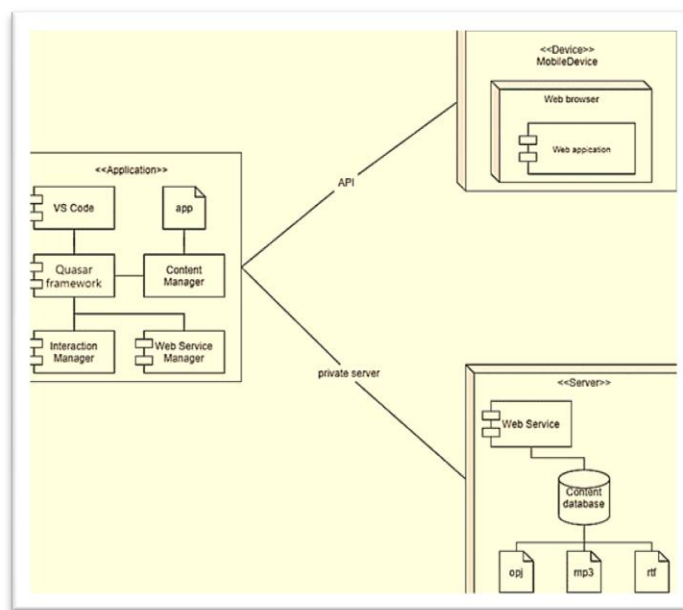 <<Device>>
MobileDevice
Web browser
Web appication
<<Application>>
VS Code
app
Quasar
framework
Content
Manager
Interaction
Manager
Web Service
Manager
API
private server
<<Server>>
Web Service
Content
database
opj
mp3
rtf